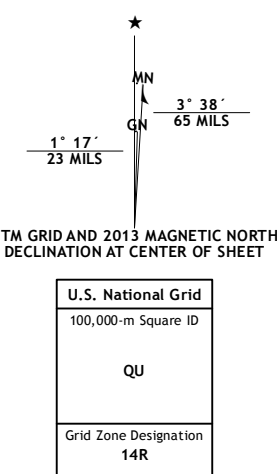 ★
MN
3° 38´
65 MILS
GN
1° 17´
23 MILS
TM GRID AND 2013 MAGNETIC NORTH
DECLINATION AT CENTER OF SHEET
U.S. National Grid
100,000-m Square ID
QU
Grid Zone Designation
14R